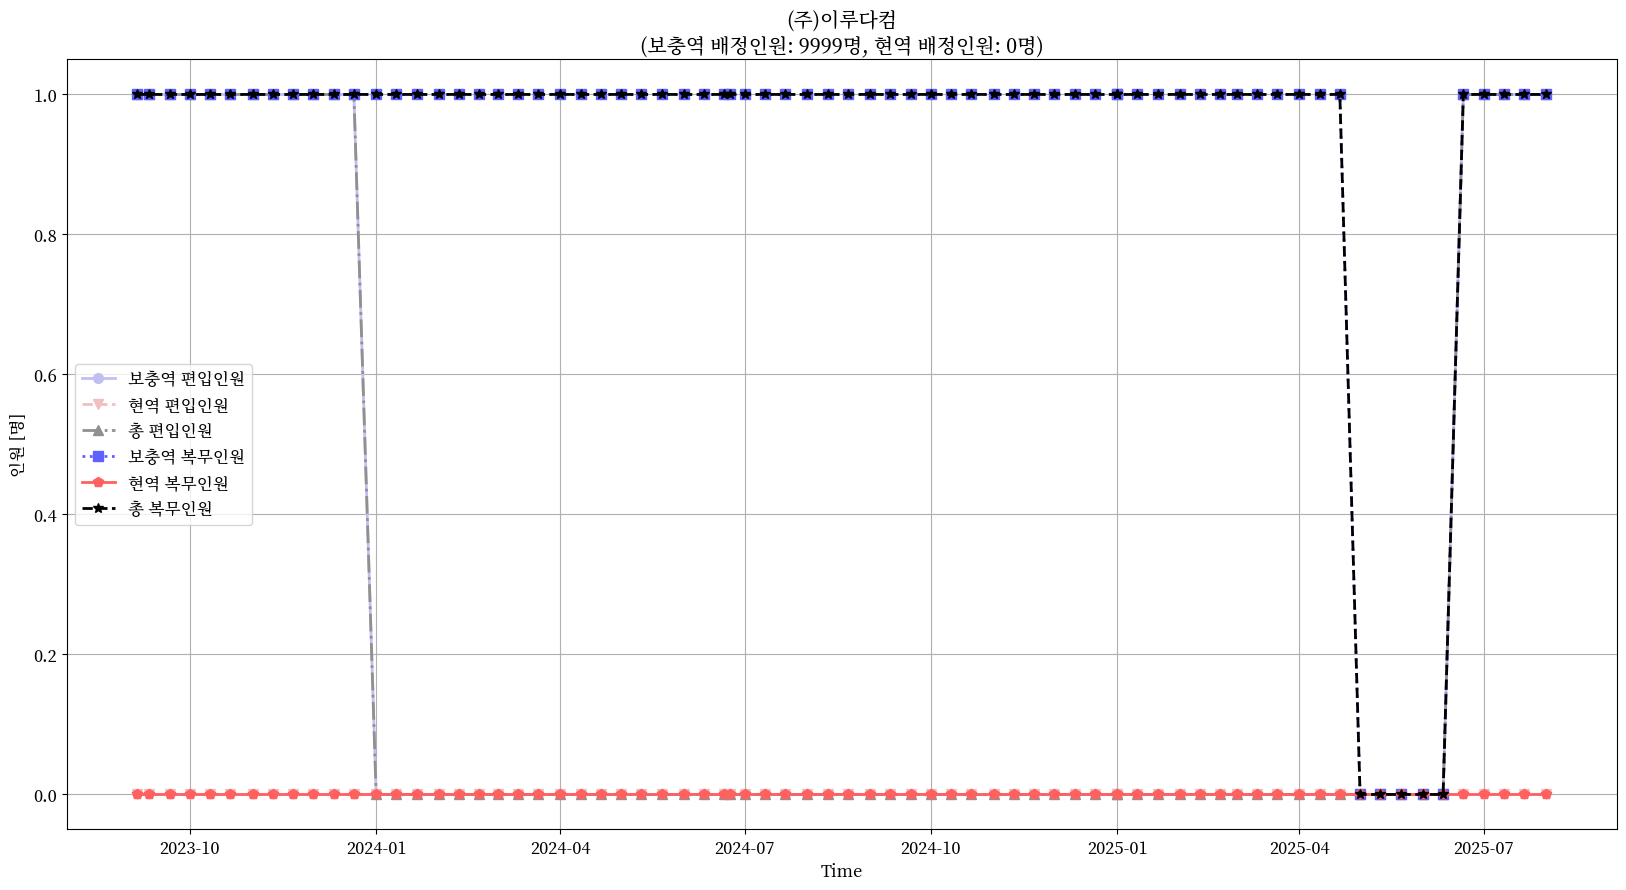 (주)이루다컴
(보충역 배정인원: 9999명, 현역 배정인원: 0명)
인원 [명]
1.0
0.8
0.6
0.4
0.2
0.0
보충역 편입인원
현역 편입인원
총 편입인원
보충역 복무인원
현역 복무인원
총 복무인원
2023-10
2024-01
2024-04
2024-07
2024-10
2025-01
2025-04
2025-07
Time